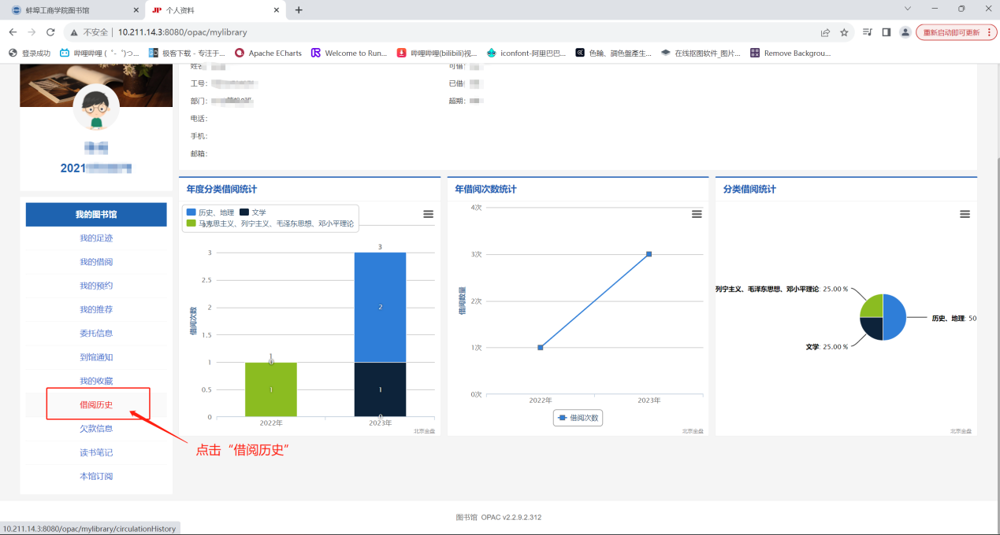 蚌埠工商学院图书馆
个人资料
不安全 | 10.211.14.3:8080/opac/mylibrary
重新启动即可更新
登录成功
哔哩哔哩 (゜-゜)つ...
极客下载 - 专注于...
Apache ECharts
Welcome to Run...
哔哩哔哩(bilibili)视...
iconfont-阿里巴巴...
色輪、調色盤產生...
在线抠图软件_图片...
Remove Backgrou...
姓名:
可借:
工号:
已借:
部门:
超期:
电话:
手机:
邮箱:
2021
我的图书馆
我的足迹
我的借阅
我的预约
我的推荐
委托信息
到馆通知
我的收藏
借阅历史
欠款信息
读书笔记
本馆订阅
点击“借阅历史”
年度分类借阅统计
历史、地理 文学
马克思主义、列宁主义、毛泽东思想、邓小平理论
借阅次数
3
2.5
2
1.5
1
0.5
0
1
0
1
3
2
1
0
2022年
2023年
北京金盘
年借阅次数统计
借阅数量
4次
3次
2次
1次
0次
2022年
2023年
借阅次数
北京金盘
分类借阅统计
列宁主义、毛泽东思想、邓小平理论: 25.00 %
历史、地理: 50
文学: 25.00 %
北京金盘
图书馆 OPAC v2.2.9.2.312
10.211.14.3:8080/opac/mylibrary/circulationHistory